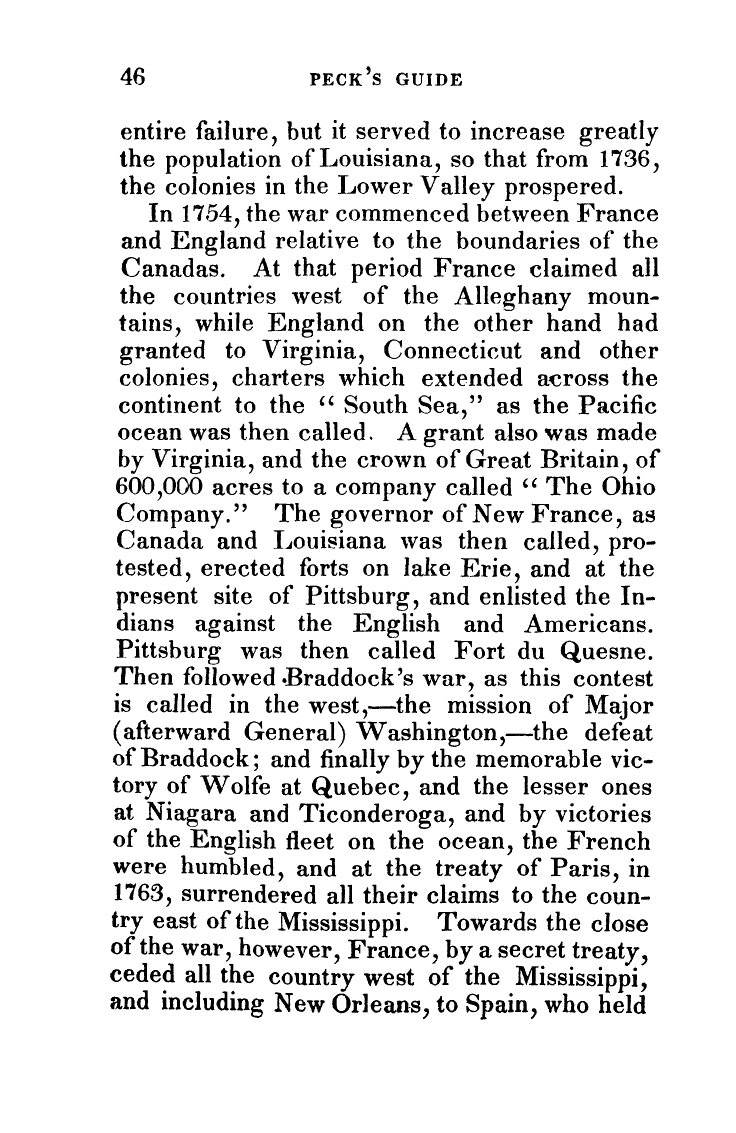 46 PECK'S GUIDE
entire failure, but it served to increase greatly
the population of Louisiana, so that from 1736,
the colonies in the Lower Valley prospered.
In 1754, the war commenced between France
and England relative to the boundaries of the
Canadas. At that period France claimed all
the countries west of the Alleghany moun-
tains, while England on the other hand had
granted to Virginia, Connecticut and other
colonies, charters which extended across the
continent to the “ South Sea,” as the Pacific
ocean was then called. A grant also was made
by Virginia, and the crown of Great Britain, of
600,000 acres to a company called “ The Ohio
Company.” The governor of New France, as
Canada and Louisiana was then called, pro-
tested, erected forts on lake Erie, and at the
present site of Pittsburg, and enlisted the In-
dians against the English and Americans.
Pittsburg was then called Fort du Quesne.
Then followed Braddock's war, as this contest
is called in the west,—the mission of Major
(afterward General) Washington,—the defeat
of Braddock; and finally by the memorable vic-
tory of Wolfe at Quebec, and the lesser ones
at Niagara and Ticonderoga, and by victories
of the English fleet on the ocean, the French
were humbled, and at the treaty of Paris, in
1763, surrendered all their claims to the coun-
try east of the Mississippi. Towards the close
of the war, however, France, by a secret treaty,
ceded all the country west of the Mississippi,
and including New Orleans, to Spain, who held